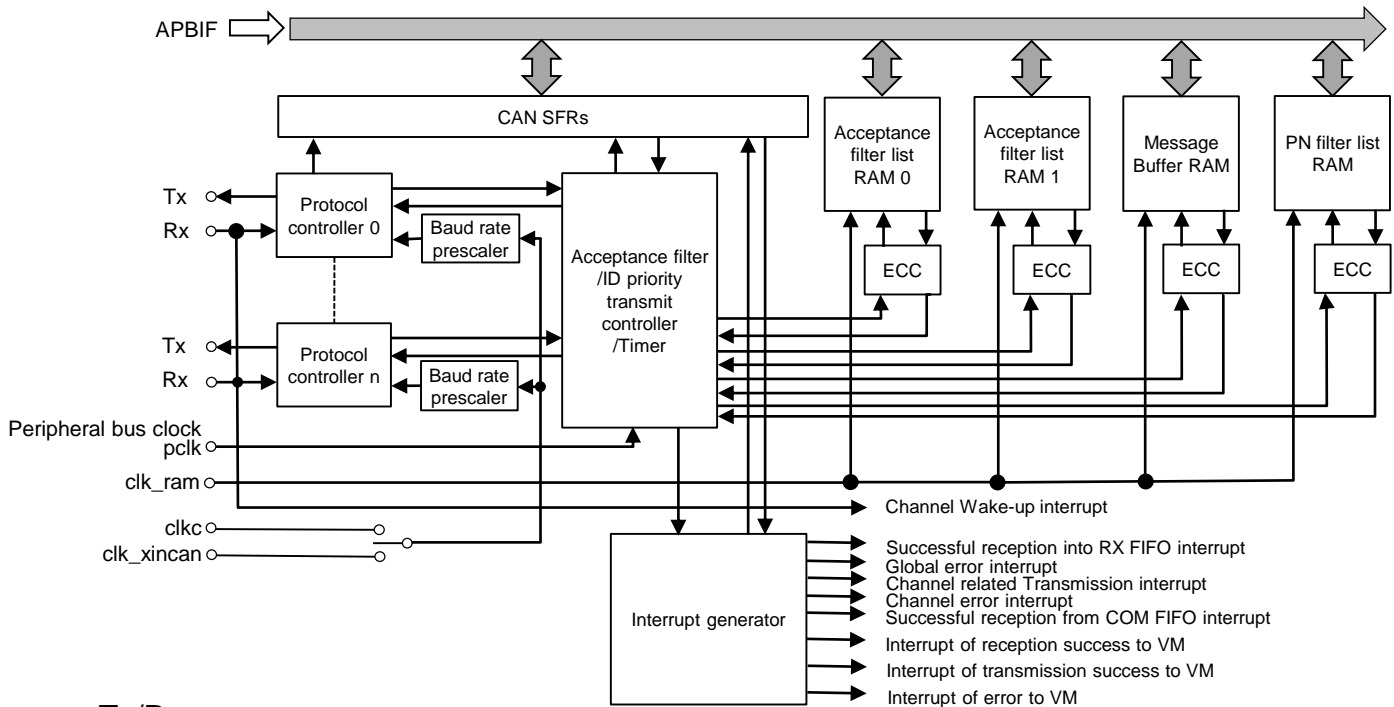 APBIF
CAN SFRs
Acceptance
filter list
RAM 0
Acceptance
filter list
RAM 1
Message
Buffer RAM
PN filter list
RAM
Tx
Rx
Protocol
controller 0
Baud rate
prescaler
Acceptance filter
/ID priority
transmit
controller
/Timer
ECC
ECC
ECC
ECC
Tx
Rx
Protocol
controller n
Baud rate
prescaler
Peripheral bus clock
pclk
clk_ram
clkc
clk_xincan
Channel Wake-up interrupt
Interrupt generator
Successful reception into RX FIFO interrupt
Global error interrupt
Channel related Transmission interrupt
Channel error interrupt
Successful reception from COM FIFO interrupt
Interrupt of reception success to VM
Interrupt of transmission success to VM
Interrupt of error to VM